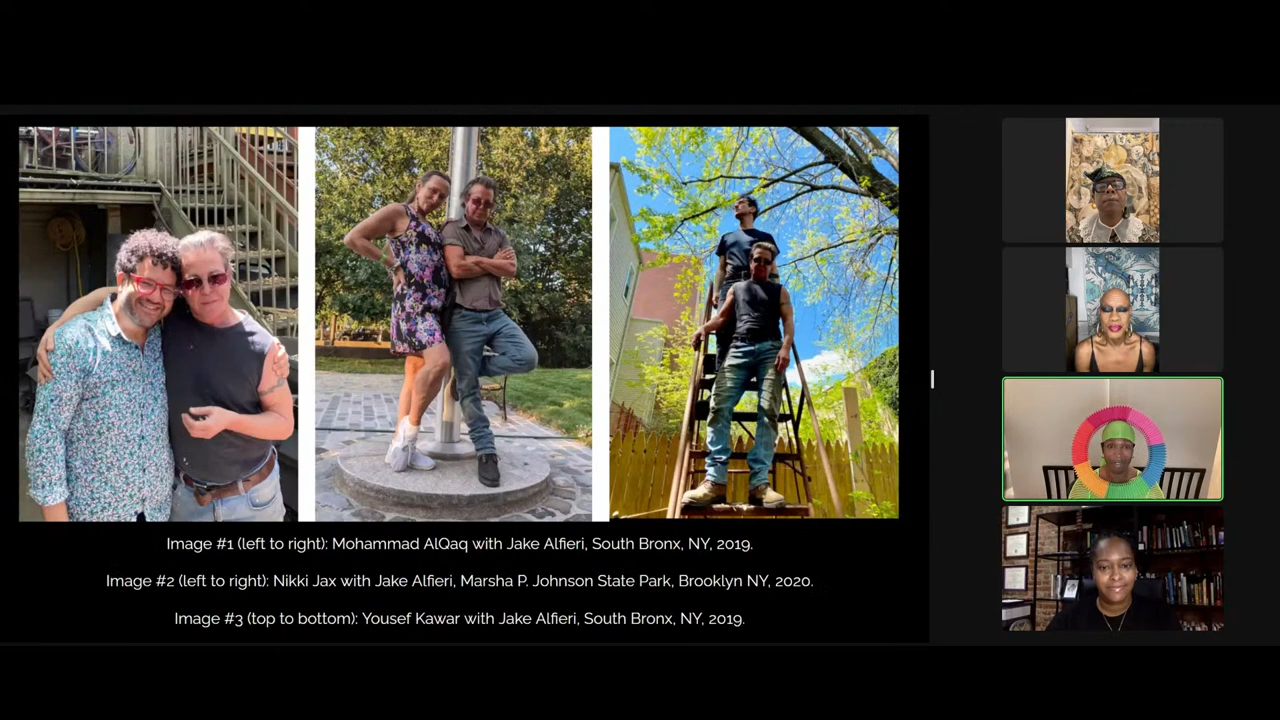 Image #1 (left to right): Mohammad AlQaq with Jake Alfieri, South Bronx, NY, 2019.
Image #2 (left to right): Nikki Jax with Jake Alfieri, Marsha P. Johnson State Park, Brooklyn NY, 2020.
Image #3 (top to bottom): Yousef Kawar with Jake Alfieri, South Bronx, NY, 2019.